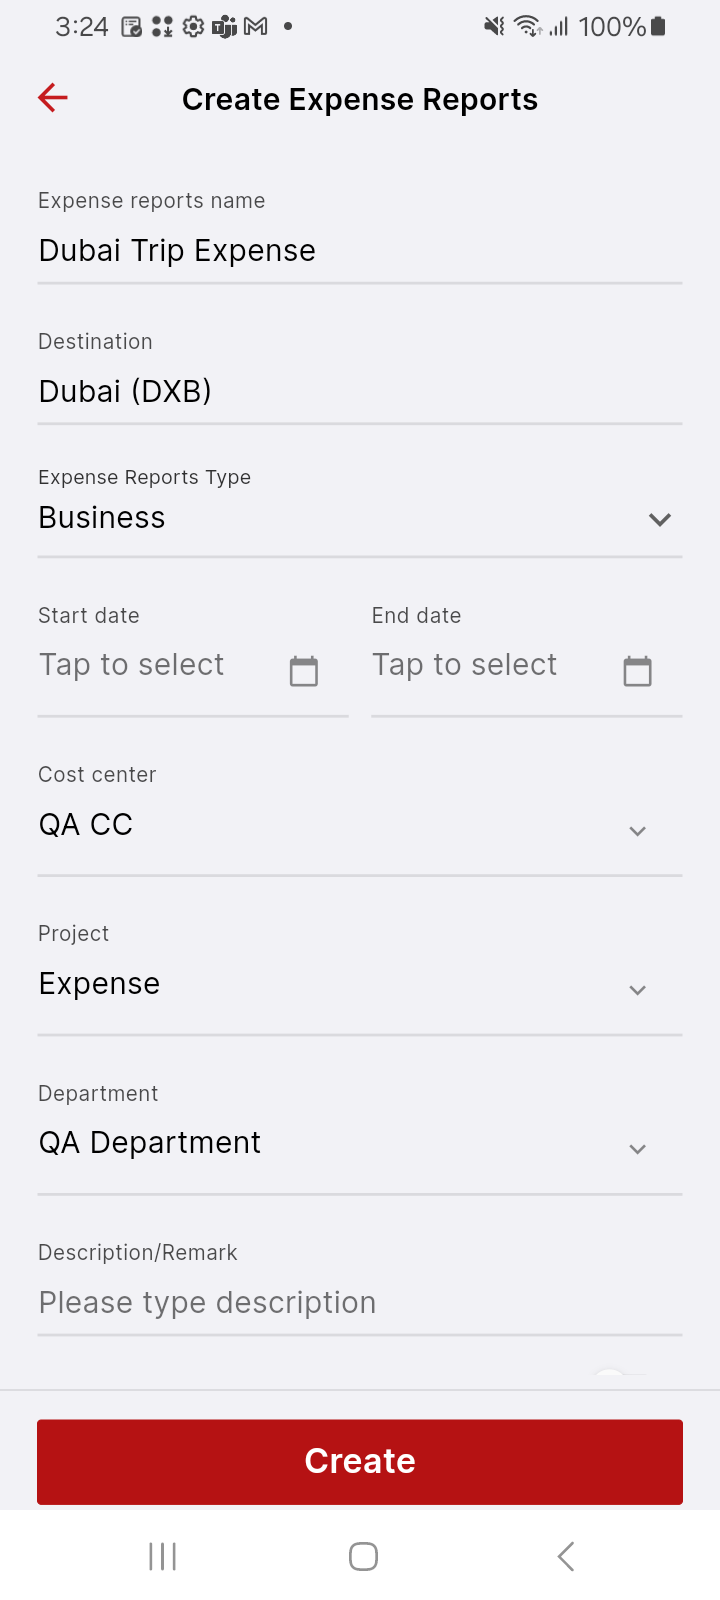 3:24 100%
Create Expense Reports
Expense reports name
Dubai Trip Expense
Destination
Dubai (DXB)
Expense Reports Type
Business
Start date End date
Tap to select Tap to select
Cost center
QA CC
Project
Expense
Department
QA Department
Description/Remark
Please type description
Create